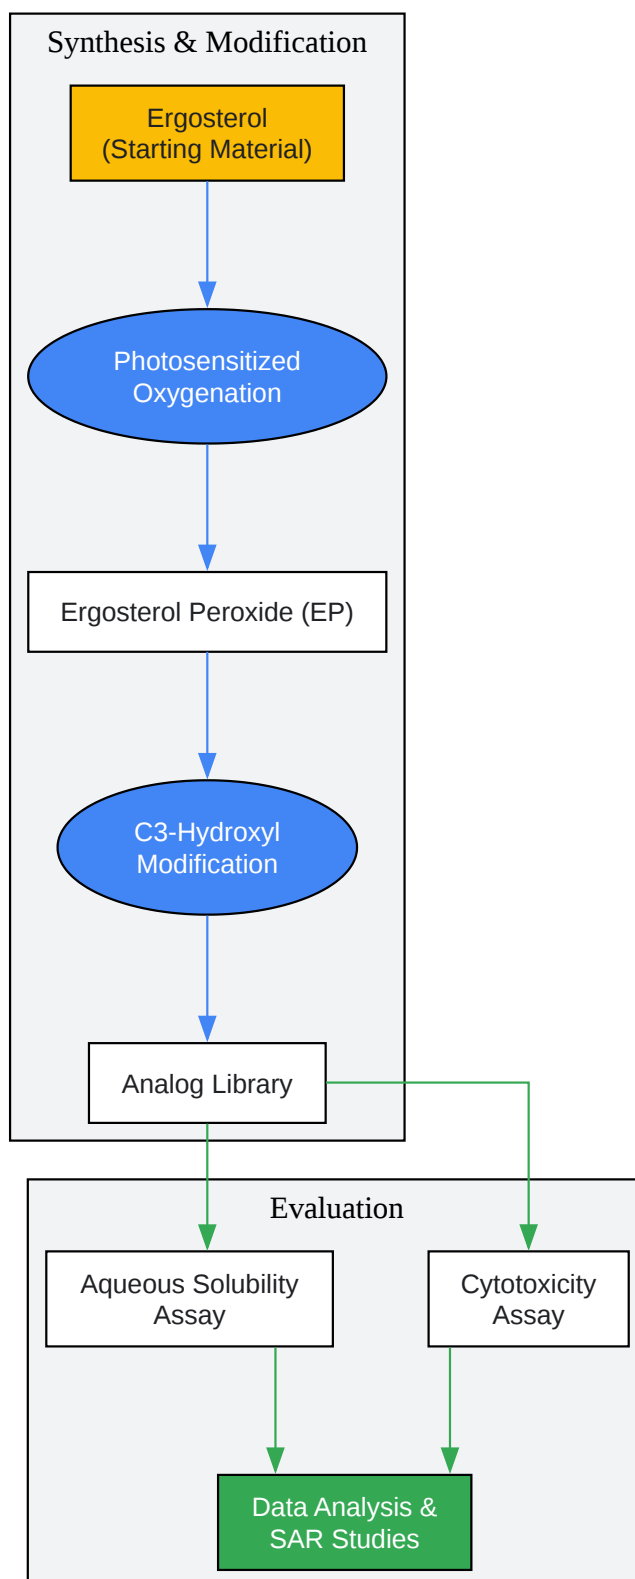 Synthesis & Modification
Ergosterol
(Starting Material)
Photosensitized
Oxygenation
Ergosterol Peroxide (EP)
C3-Hydroxyl
Modification
Analog Library
Evaluation
Aqueous Solubility
Assay
Cytotoxicity
Assay
Data Analysis &
SAR Studies